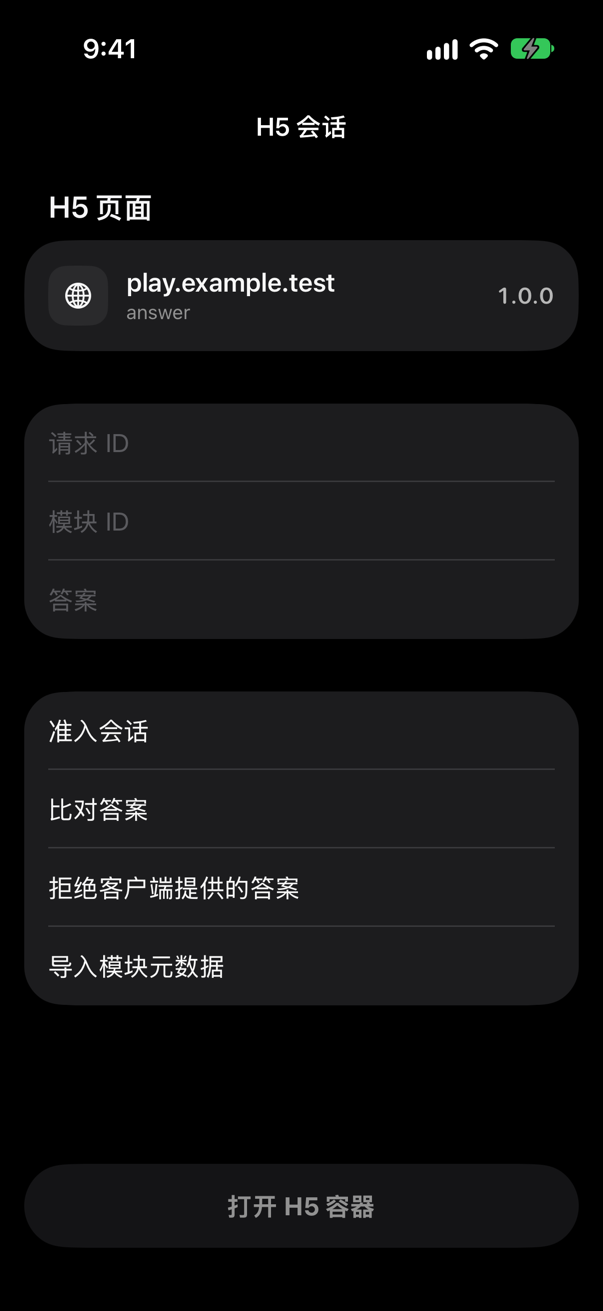 9:41
H5 会话
H5 页面
play.example.test
answer
1.0.0
请求 ID
模块 ID
答案
准入会话
比对答案
拒绝客户端提供的答案
导入模块元数据
打开 H5 容器